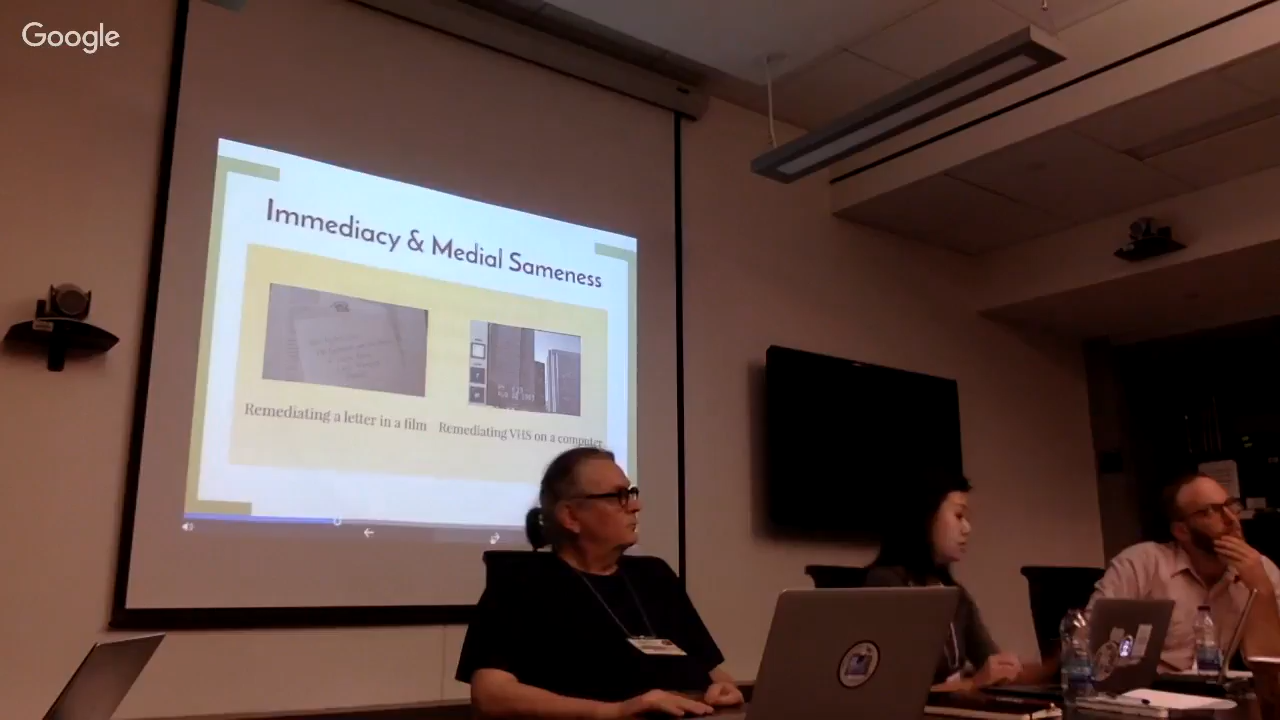 Google
Immediacy & Medial Sameness
Remediating a letter in a film
Remediating VHS on a computer